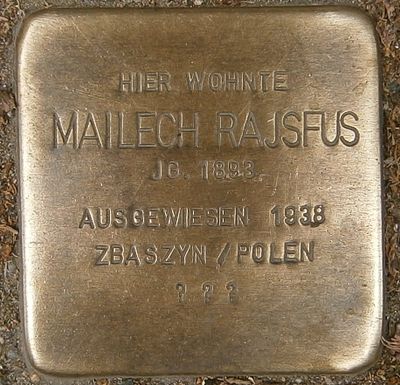 HIER WOHNTE
MAILECH RAJSFUS
JG. 1893
AUSGEWIESEN 1938
ZBASZYN / POLEN
? ? ?